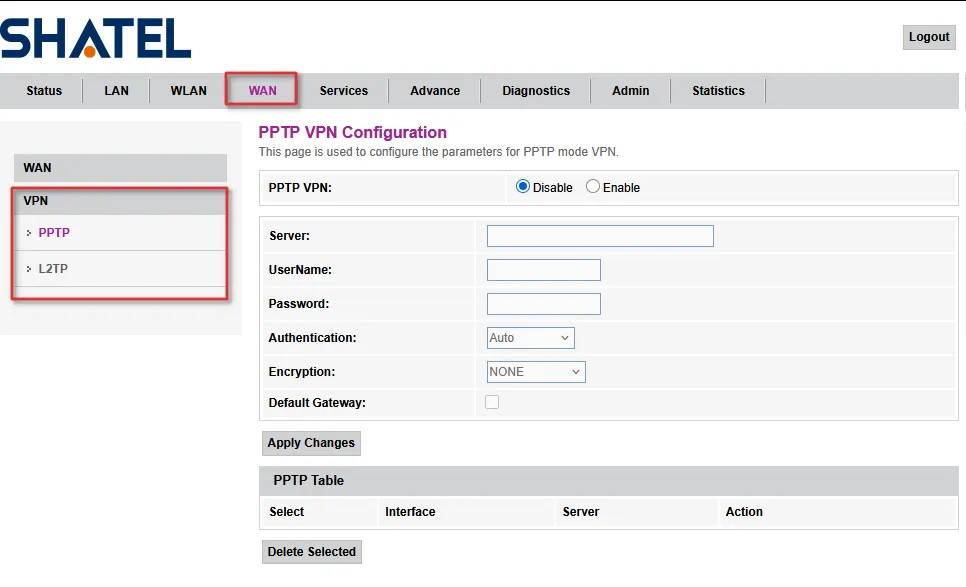 SHATEL
Logout
Status LAN WLAN WAN Services Advance Diagnostics Admin Statistics
WAN
VPN
PPTP
L2TP
PPTP VPN Configuration
This page is used to configure the parameters for PPTP mode VPN.
PPTP VPN: Disable Enable
Server:
UserName:
Password:
Authentication: Auto
Encryption: NONE
Default Gateway:
Apply Changes
PPTP Table
Select Interface Server Action
Delete Selected